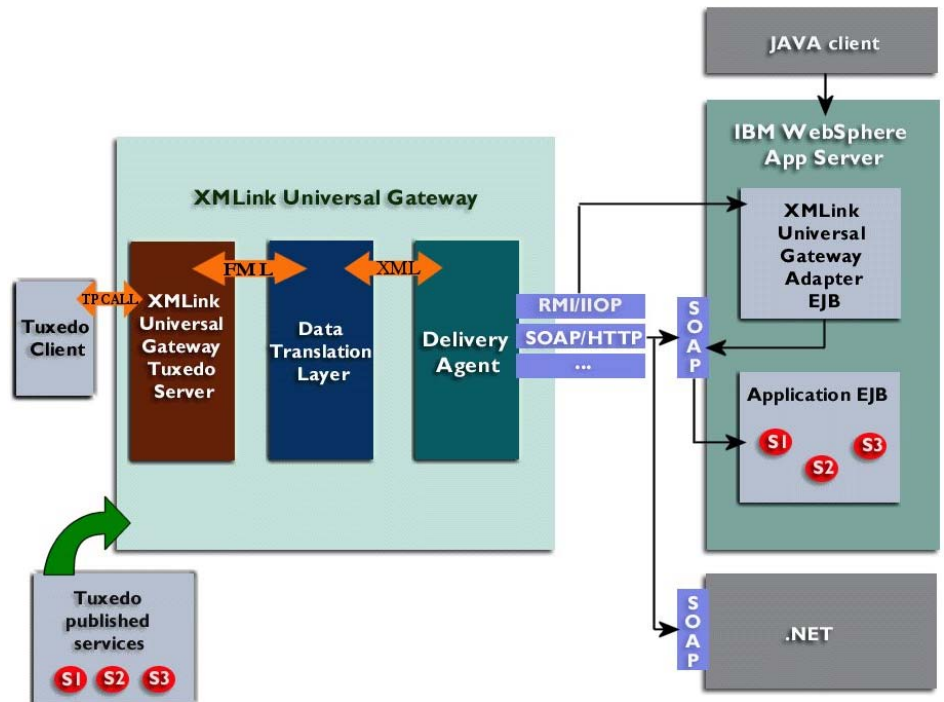 JAVA client
IBM WebSphere
App Server
XMLink
Universal
Gateway
Adapter
EJB
XMLink Universal Gateway
TPCALL
FML
XML
Tuxedo
Client
XMLink
Universal
Gateway
Tuxedo
Server
Data
Translation
Layer
Delivery
Agent
RMI/IIOP
SOAP/HTTP
...
SOAP
Application EJB
S1
S2
S3
Tuxedo
published
services
S1 S2 S3
SOAP
.NET